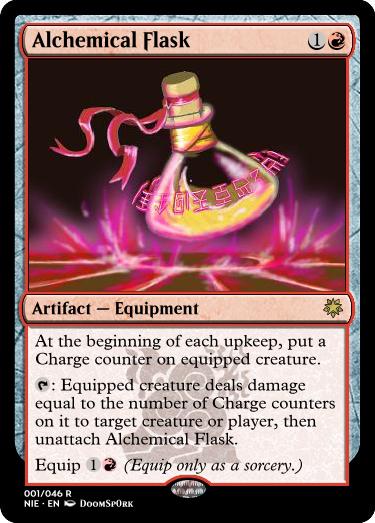 Alchemical Flask 1
Artifact — Equipment
At the beginning of each upkeep, put a
Charge counter on equipped creature.
: Equipped creature deals damage
equal to the number of Charge counters
on it to target creature or player, then
unattach Alchemical Flask.
Equip 1 (Equip only as a sorcery.)
001/046 R
NIE • EN DoomSp0rk